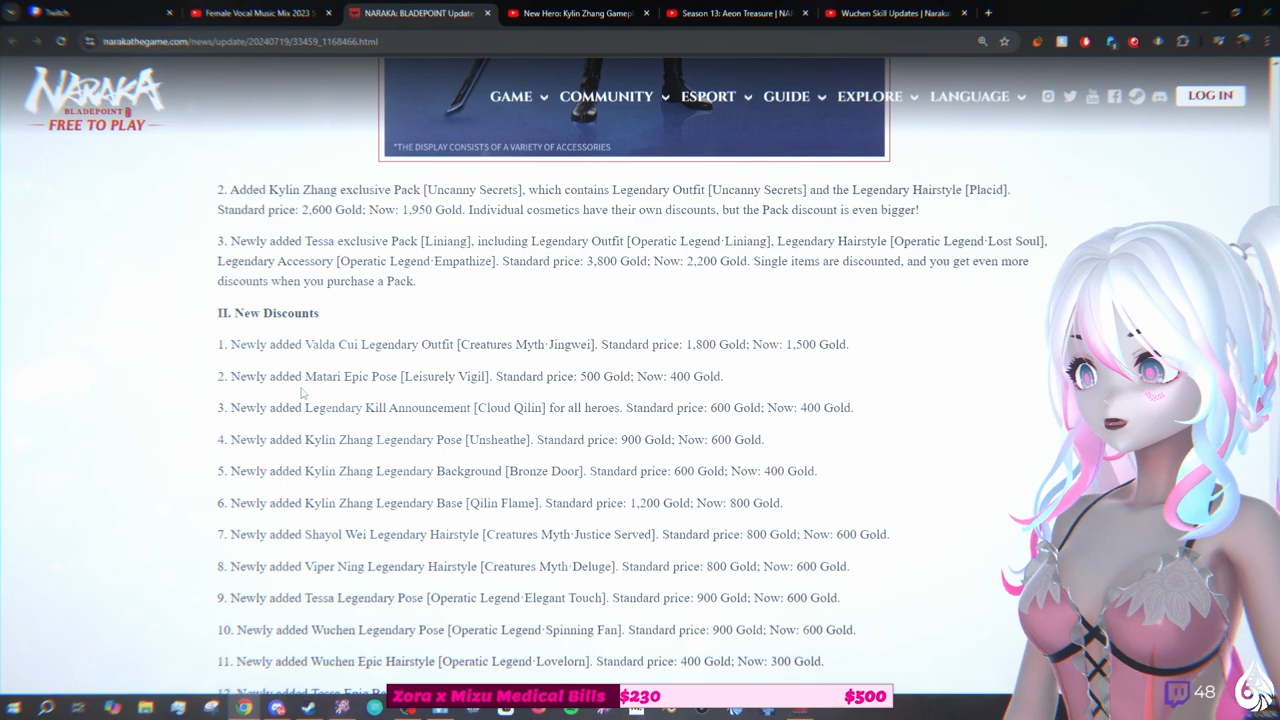 Twitch
Female Vocal Music Mix 2023
NARAKA: BLADEPOINT Update
New Hero: Kylin Zhang Gamepl
Season 13: Aeon Treasure | NAR
Wuchen Skill Updates | Naraka
narakathegame.com/news/update/20240719/33459_1168466.html
NARAKA
BLADEPOINT
FREE TO PLAY
GAME COMMUNITY ESPORT GUIDE EXPLORE LANGUAGE LOG IN
*THE DISPLAY CONSISTS OF A VARIETY OF ACCESSORIES
2. Added Kylin Zhang exclusive Pack [Uncanny Secrets], which contains Legendary Outfit [Uncanny Secrets] and the Legendary Hairstyle [Placid].
Standard price: 2,600 Gold; Now: 1,950 Gold. Individual cosmetics have their own discounts, but the Pack discount is even bigger!
3. Newly added Tessa exclusive Pack [Liniang], including Legendary Outfit [Operatic Legend·Liniang], Legendary Hairstyle [Operatic Legend·Lost Soul],
Legendary Accessory [Operatic Legend·Empathize]. Standard price: 3,800 Gold; Now: 2,200 Gold. Single items are discounted, and you get even more
discounts when you purchase a Pack.
II. New Discounts
1. Newly added Valda Cui Legendary Outfit [Creatures Myth·Jingwei]. Standard price: 1,800 Gold; Now: 1,500 Gold.
2. Newly added Matari Epic Pose [Leisurely Vigil]. Standard price: 500 Gold; Now: 400 Gold.
3. Newly added Legendary Kill Announcement [Cloud Qilin] for all heroes. Standard price: 600 Gold; Now: 400 Gold.
4. Newly added Kylin Zhang Legendary Pose [Unsheathe]. Standard price: 900 Gold; Now: 600 Gold.
5. Newly added Kylin Zhang Legendary Background [Bronze Door]. Standard price: 600 Gold; Now: 400 Gold.
6. Newly added Kylin Zhang Legendary Base [Qilin Flame]. Standard price: 1,200 Gold; Now: 800 Gold.
7. Newly added Shayol Wei Legendary Hairstyle [Creatures Myth·Justice Served]. Standard price: 800 Gold; Now: 600 Gold.
8. Newly added Viper Ning Legendary Hairstyle [Creatures Myth·Deluge]. Standard price: 800 Gold; Now: 600 Gold.
9. Newly added Tessa Legendary Pose [Operatic Legend·Elegant Touch]. Standard price: 900 Gold; Now: 600 Gold.
10. Newly added Wuchen Legendary Pose [Operatic Legend·Spinning Fan]. Standard price: 900 Gold; Now: 600 Gold.
11. Newly added Wuchen Epic Hairstyle [Operatic Legend·Lovelorn]. Standard price: 400 Gold; Now: 300 Gold.
Zora x Mizu Medical Bills $230 $500
48